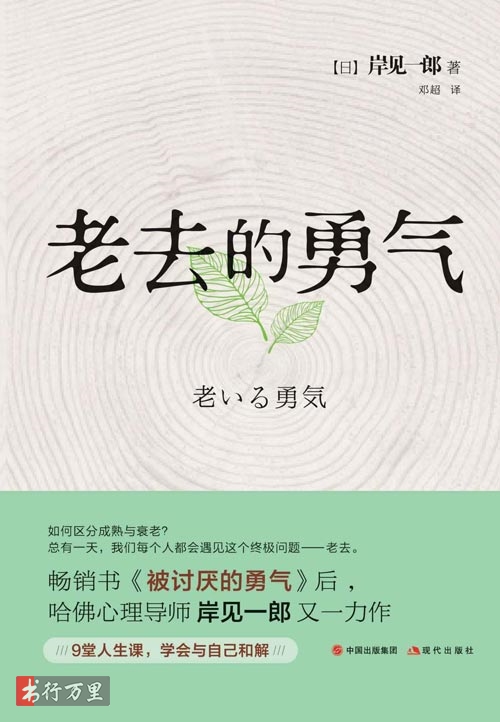 【日】岸见一郎 著
邓超 译
老去的勇气
老いる勇気
如何区分成熟与衰老？
总有一天，我们每个人都会遇见这个终极问题——老去。
畅销书《被讨厌的勇气》后，
哈佛心理导师 岸见一郎 又一力作
/// 9堂人生课，学会与自己和解 ///
中国出版集团 现代出版社
书行万里